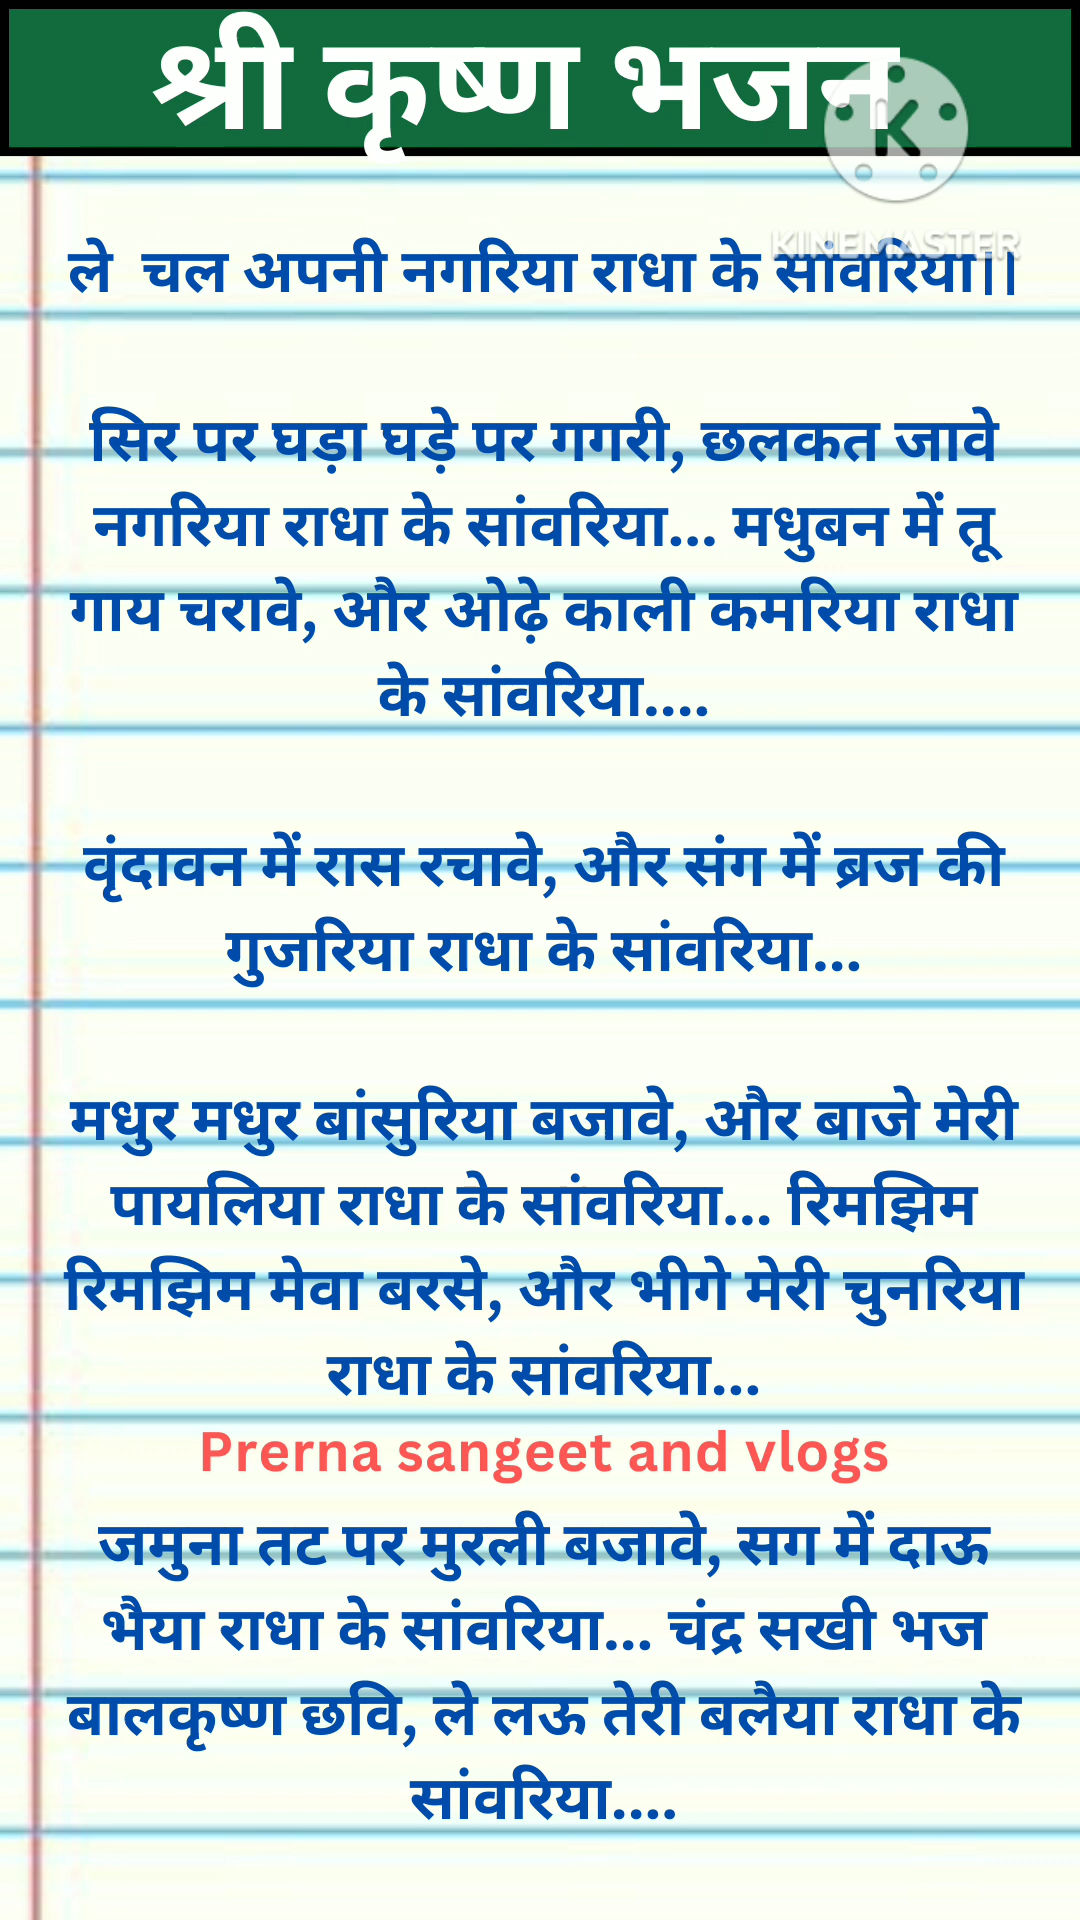 श्री कृष्ण भजन
KINEMASTER
ले चल अपनी नगरिया राधा के सांवरिया||
सिर पर घड़ा घड़े पर गगरी, छलकत जावे
नगरिया राधा के सांवरिया... मधुबन में तू
गाय चरावे, और ओढ़े काली कमरिया राधा
के सांवरिया....
वृंदावन में रास रचावे, और संग में ब्रज की
गुजरिया राधा के सांवरिया...
मधुर मधुर बांसुरिया बजावे, और बाजे मेरी
पायलिया राधा के सांवरिया... रिमझिम
रिमझिम मेवा बरसे, और भीगे मेरी चुनरिया
राधा के सांवरिया...
Prerna sangeet and vlogs
जमुना तट पर मुरली बजावे, सग में दाऊ
भैया राधा के सांवरिया... चंद्र सखी भज
बालकृष्ण छवि, ले लऊ तेरी बलैया राधा के
सांवरिया....